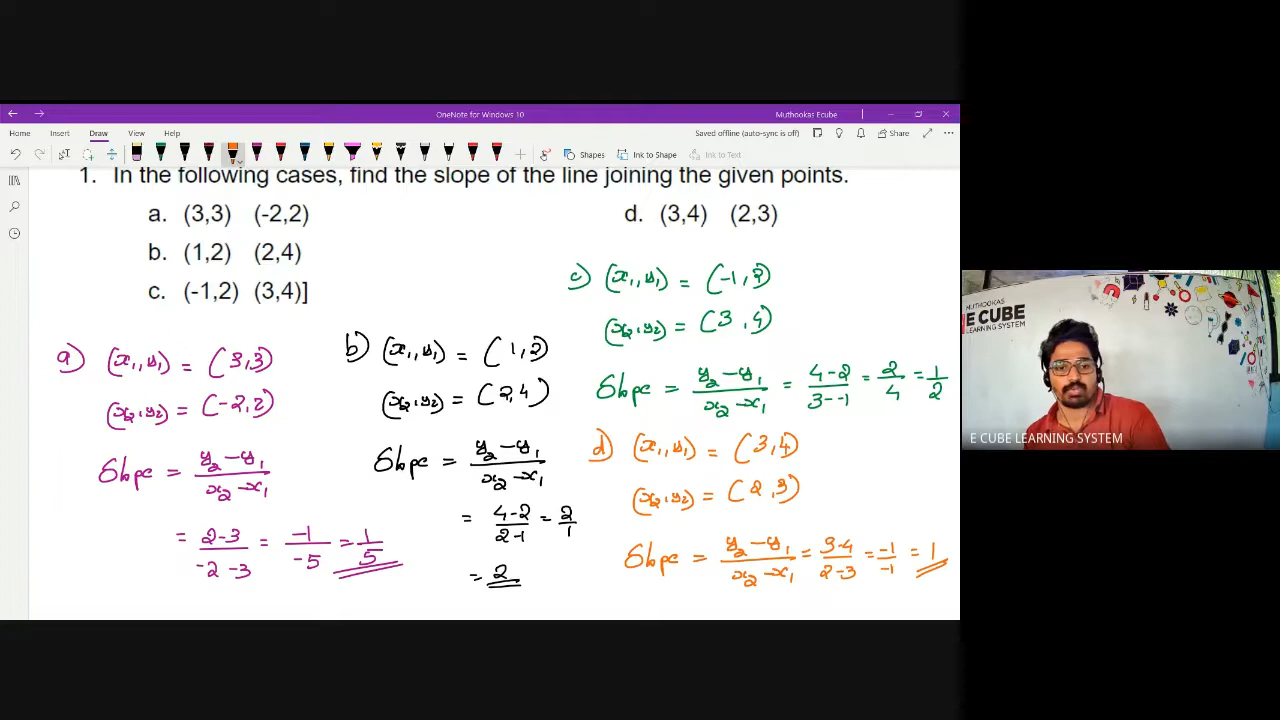 OneNote for Windows 10
Muthookas Ecube
Home Insert Draw View Help
Saved offline (auto-sync is off)
Share
Shapes
Ink to Shape
Ink to Text
1. In the following cases, find the slope of the line joining the given points.
a. (3,3) (-2,2)
b. (1,2) (2,4)
c. (-1,2) (3,4)]
d. (3,4) (2,3)
a) (x₁,y₁) = (3,3)
(x₂,y₂) = (-2,2)
Slope = y₂-y₁/x₂-x₁
= 2-3/-2-3 = -1/-5 = 1/5
b) (x₁,y₁) = (1,2)
(x₂,y₂) = (2,4)
Slope = y₂-y₁/x₂-x₁
= 4-2/2-1 = 2/1
= 2
c) (x₁,y₁) = (-1,2)
(x₂,y₂) = (3,4)
Slope = y₂-y₁/x₂-x₁ = 4-2/3--1 = 2/4 = 1/2
d) (x₁,y₁) = (3,4)
(x₂,y₂) = (2,3)
Slope = y₂-y₁/x₂-x₁ = 3-4/2-3 = -1/-1 = 1
MUTHOOKAS
E CUBE
LEARNING SYSTEM
E CUBE LEARNING SYSTEM